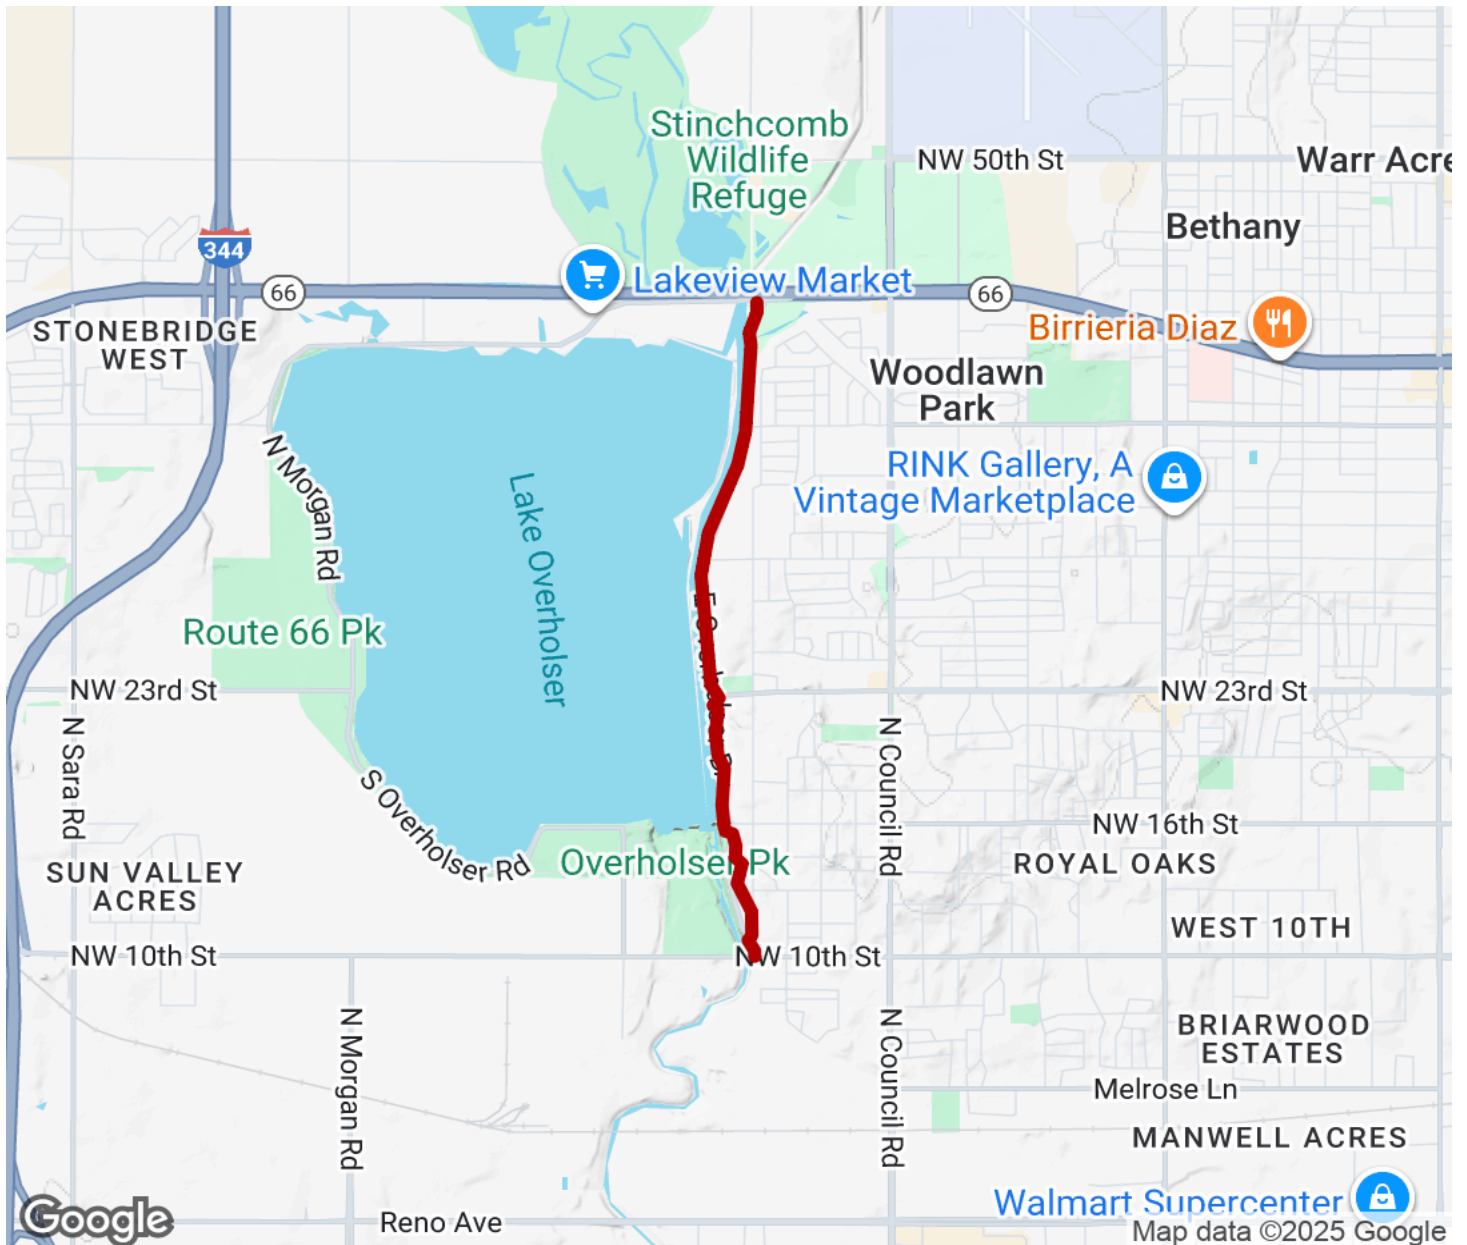 Stinchcomb
Wildlife
Refuge
NW 50th St
Warr Acre
Bethany
344
66
Lakeview Market
66
STONEBRIDGE
WEST
Birrieria Diaz
Woodlawn
Park
N Morgan Rd
RINK Gallery, A
Vintage Marketplace
Lake Overholser
Route 66 Pk
NW 23rd St
NW 23rd St
N Sara Rd
N Council Rd
S Overholser Rd
NW 16th St
Overholser Pk
ROYAL OAKS
SUN VALLEY
ACRES
WEST 10TH
NW 10th St
NW 10th St
N Morgan Rd
N Council Rd
BRIARWOOD
ESTATES
Melrose Ln
MANWELL ACRES
Walmart Supercenter
Google
Reno Ave
Map data ©2025 Google